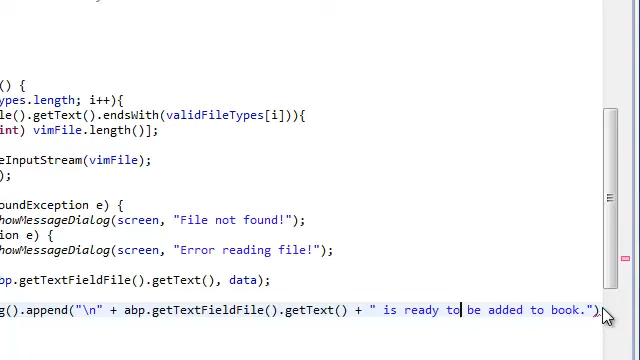 () {
ypes.length; i++){
le().getText().endsWith(validFileTypes[i])){
int) vimFile.length()];
eInputStream(vimFile);
);
oundException e) {
howMessageDialog(screen, "File not found!");
ion e) {
howMessageDialog(screen, "Error reading file!");
bp.getTextFieldFile().getText(), data);
g().append("\n" + abp.getTextFieldFile().getText() + " is ready to be added to book.")